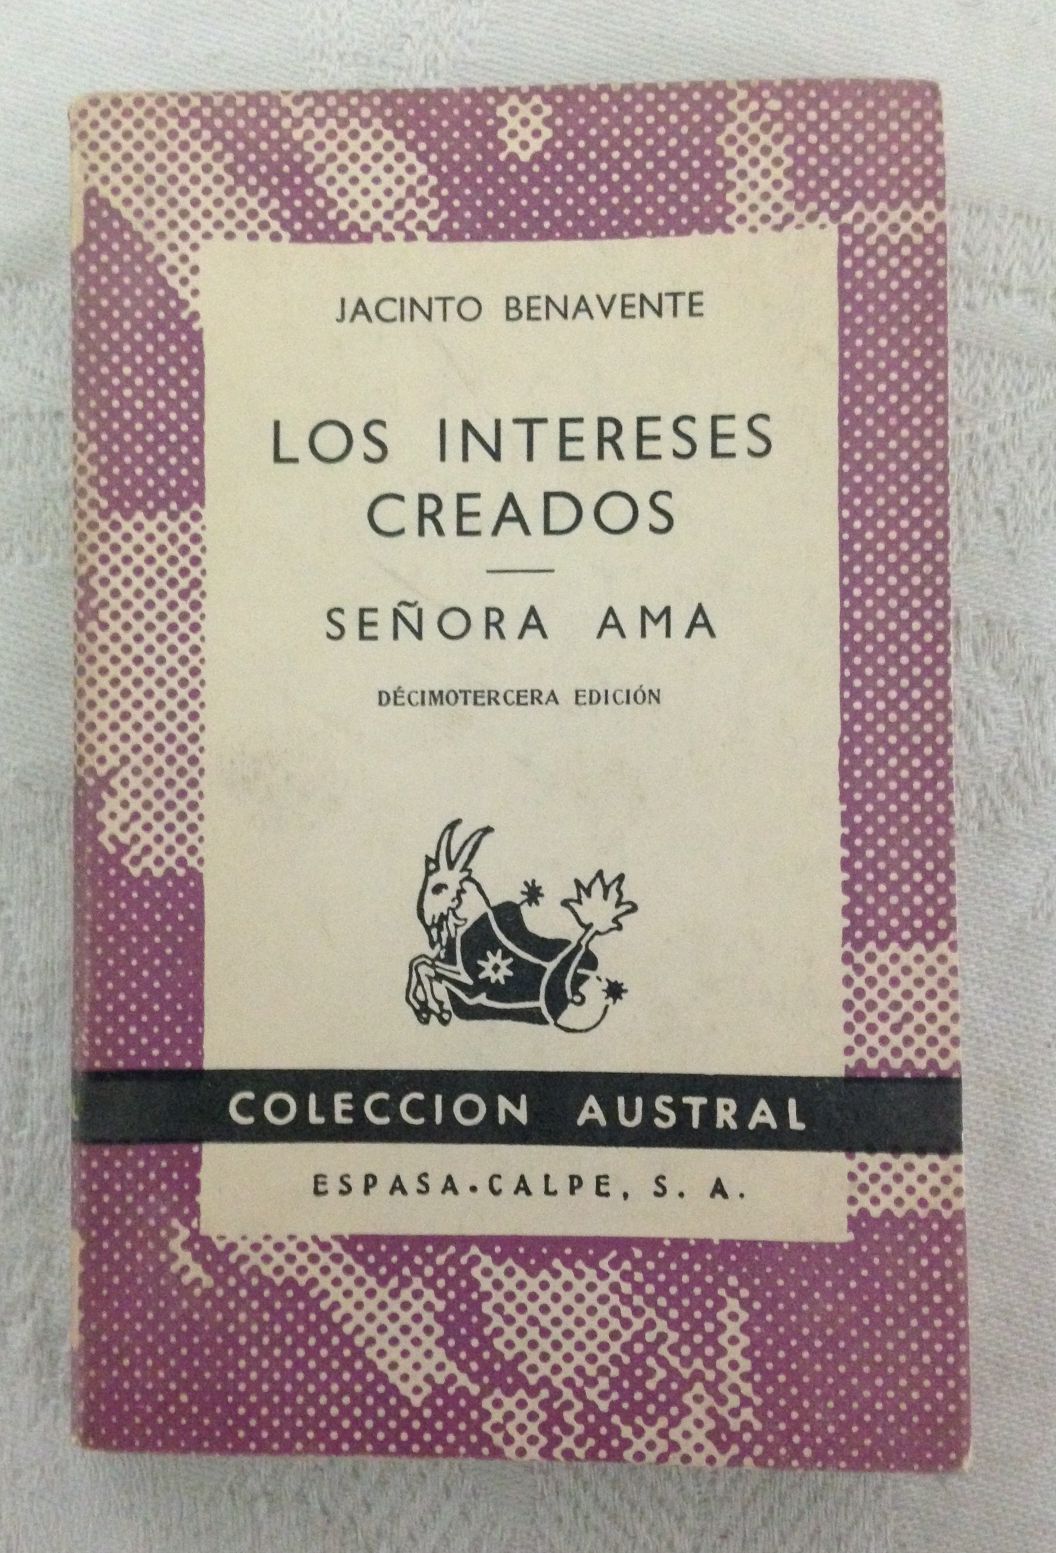 JACINTO BENAVENTE
LOS INTERESES
CREADOS
SEÑORA AMA
DÉCIMOTERCERA EDICIÓN
COLECCION AUSTRAL
ESPASA-CALPE, S. A.